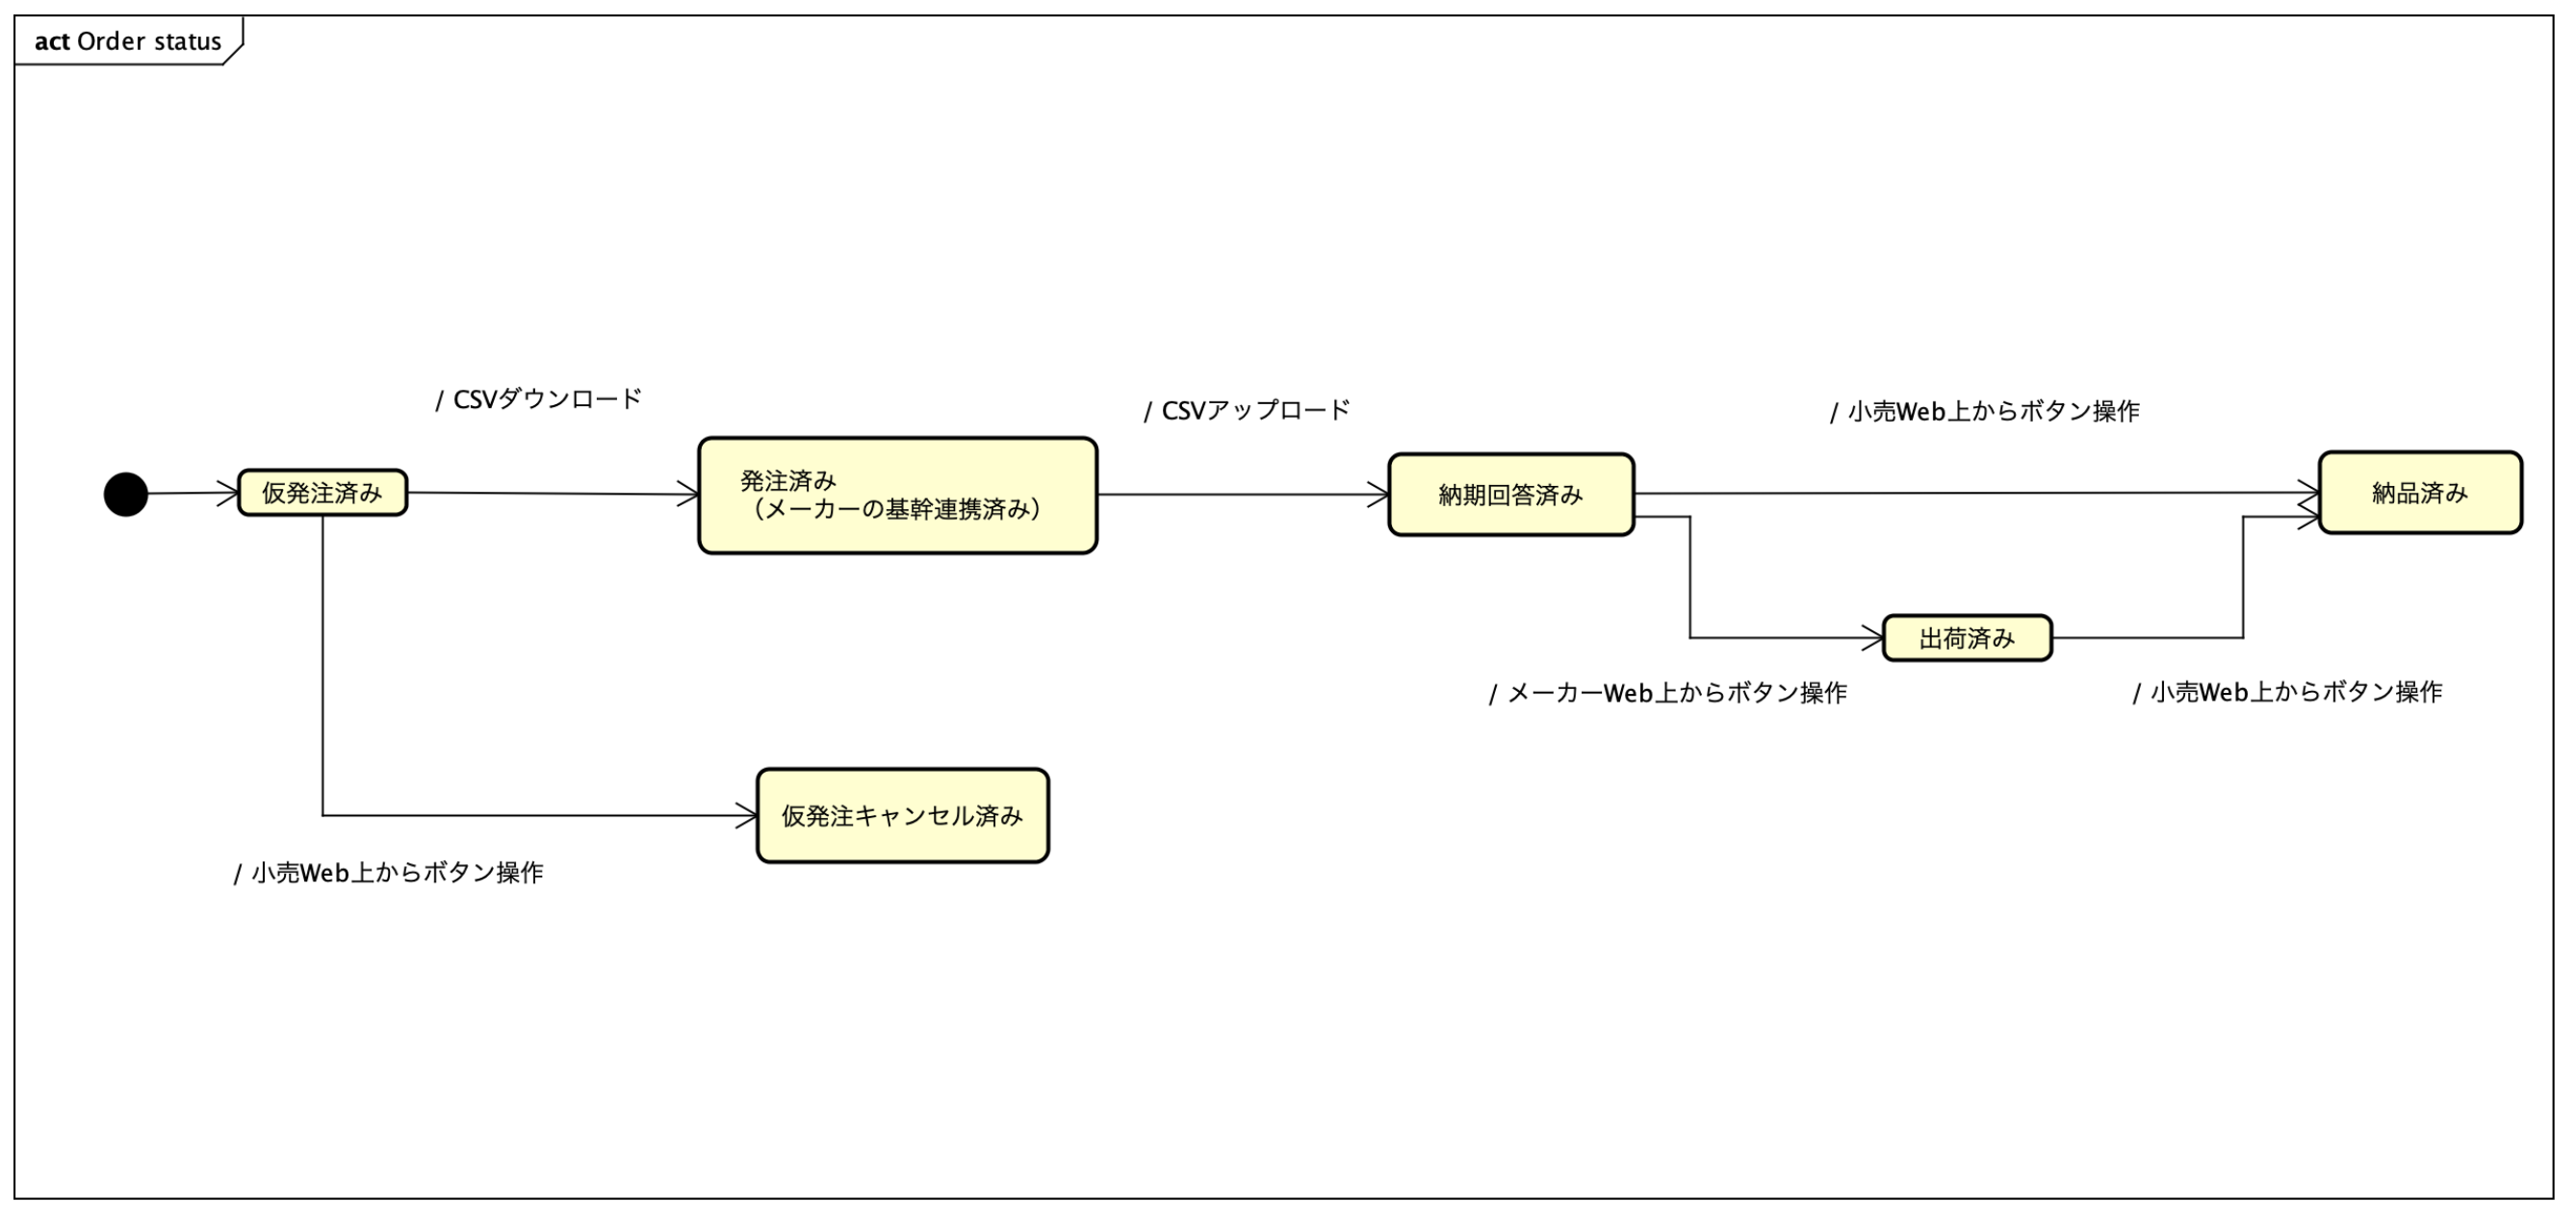 act Order status
/ CSVダウンロード
/ CSVアップロード
/ 小売Web上からボタン操作
仮発注済み
発注済み
（メーカーの基幹連携済み）
納期回答済み
納品済み
出荷済み
/ メーカーWeb上からボタン操作
/ 小売Web上からボタン操作
仮発注キャンセル済み
/ 小売Web上からボタン操作